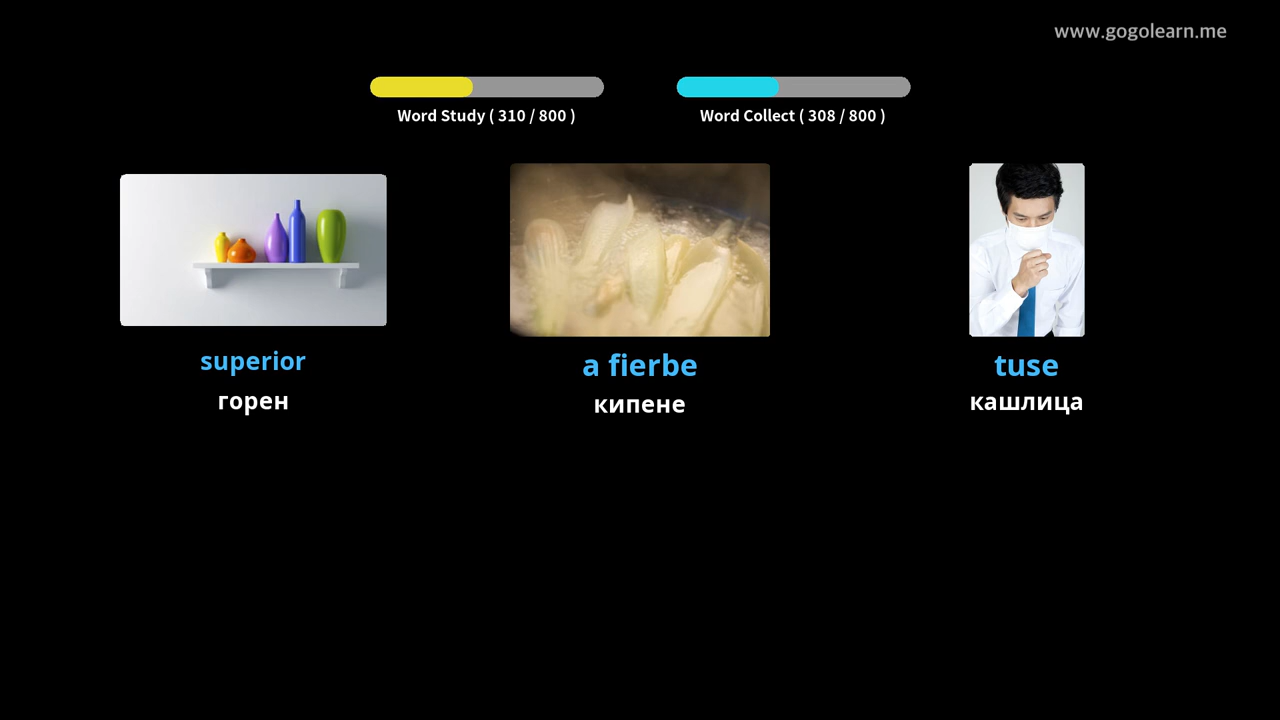 www.gogolearn.me
Word Study ( 310 / 800 )
Word Collect ( 308 / 800 )
superior
a fierbe
tuse
горен
кипене
кашлица